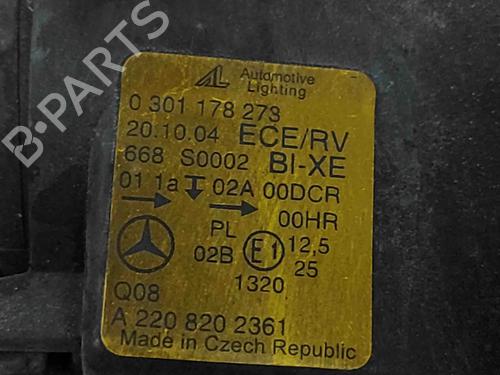 B-PARTS
AL Automotive
Lighting
0 301 178 273
20.10.04 ECE/RV
668 S0002 BI-XE
01 1a 02A 00DCR
00HR
PL 12,5
02B E1 25
1320
Q08
A 220 820 2361
Made in Czech Republic